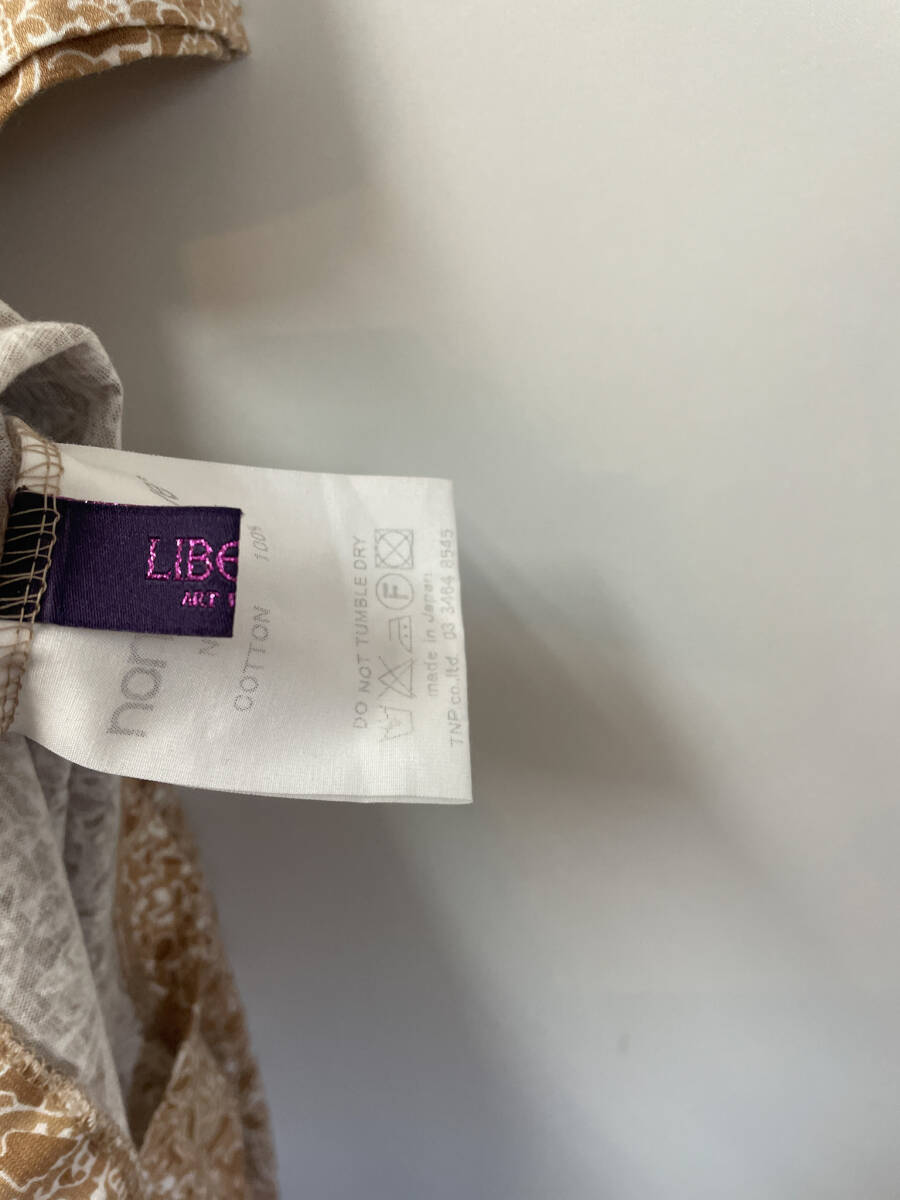 LIBE
ART
nar
COTTON 100%
DO NOT TUMBLE DRY
F
made in Japan
TNP co.,ltd. 03 3464 8545